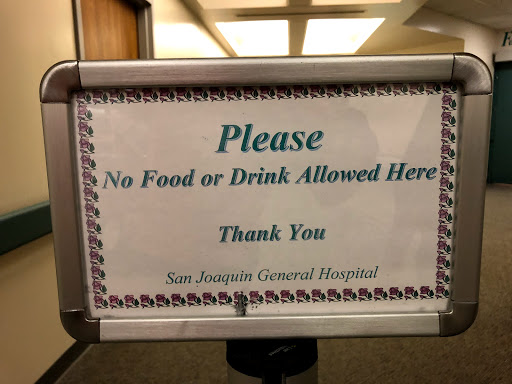 Please
No Food or Drink Allowed Here
Thank You
San Joaquin General Hospital